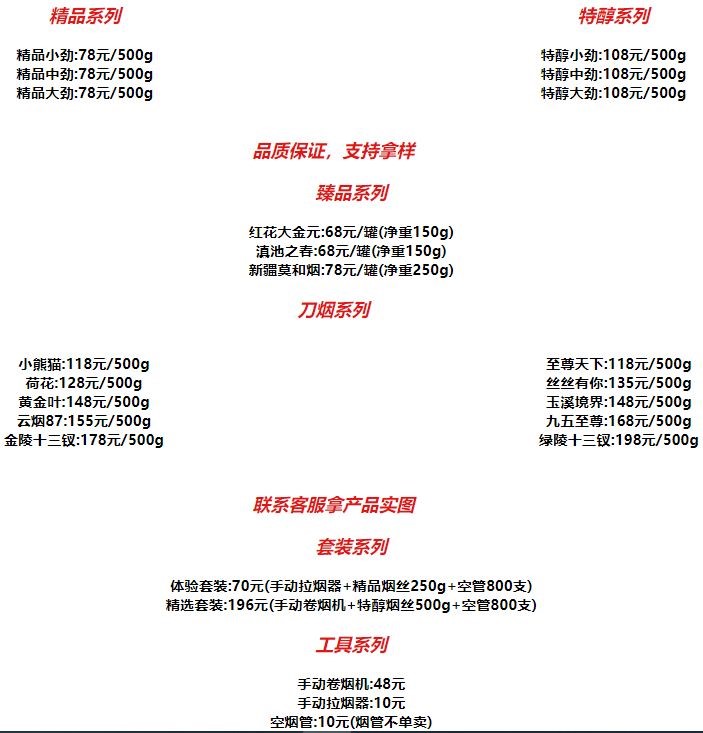 精品系列
精品小劲:78元/500g
精品中劲:78元/500g
精品大劲:78元/500g
特醇系列
特醇小劲:108元/500g
特醇中劲:108元/500g
特醇大劲:108元/500g
品质保证，支持拿样
臻品系列
红花大金元:68元/罐(净重150g)
滇池之春:68元/罐(净重150g)
新疆莫和烟:78元/罐(净重250g)
刀烟系列
小熊猫:118元/500g
荷花:128元/500g
黄金叶:148元/500g
云烟87:155元/500g
金陵十三钗:178元/500g
至尊天下:118元/500g
丝丝有你:135元/500g
玉溪境界:148元/500g
九五至尊:168元/500g
绿陵十三钗:198元/500g
联系客服拿产品实图
套装系列
体验套装:70元(手动拉烟器+精品烟丝250g+空管800支)
精选套装:196元(手动卷烟机+特醇烟丝500g+空管800支)
工具系列
手动卷烟机:48元
手动拉烟器:10元
空烟管:10元(烟管不单卖)